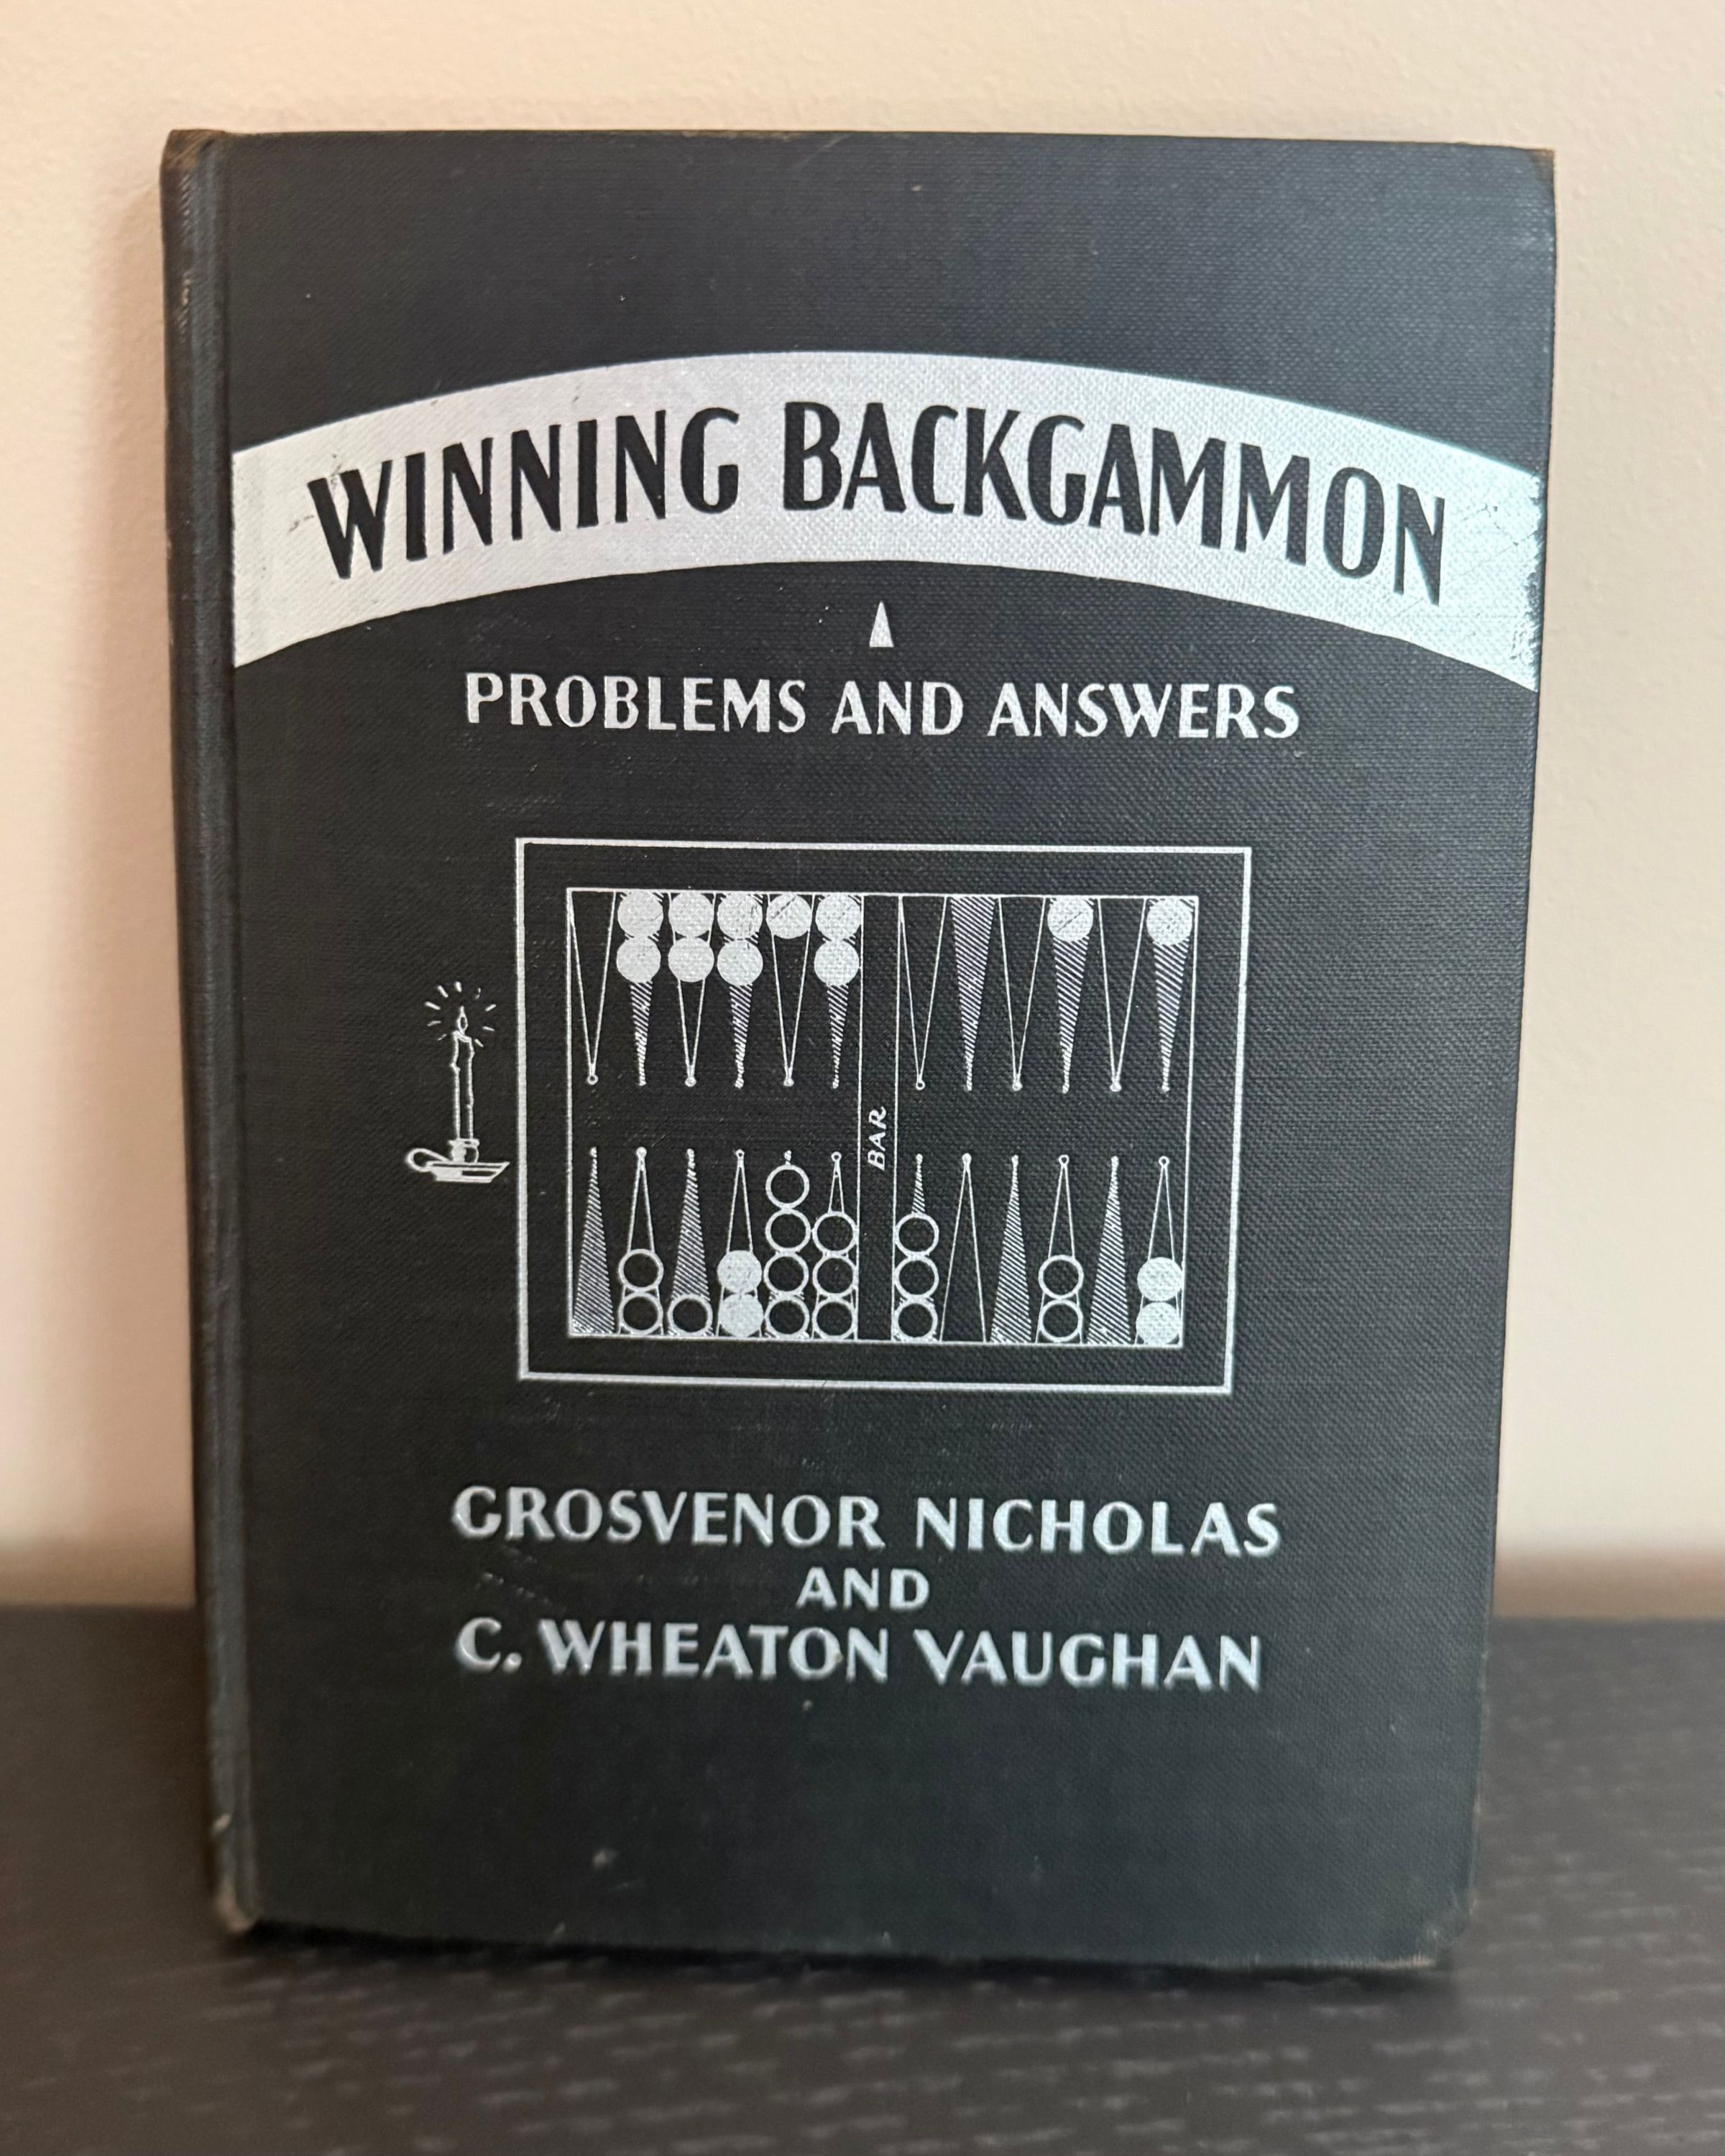 WINNING BACKGAMMON
PROBLEMS AND ANSWERS
BAR
GROSVENOR NICHOLAS
AND
C. WHEATON VAUGHAN